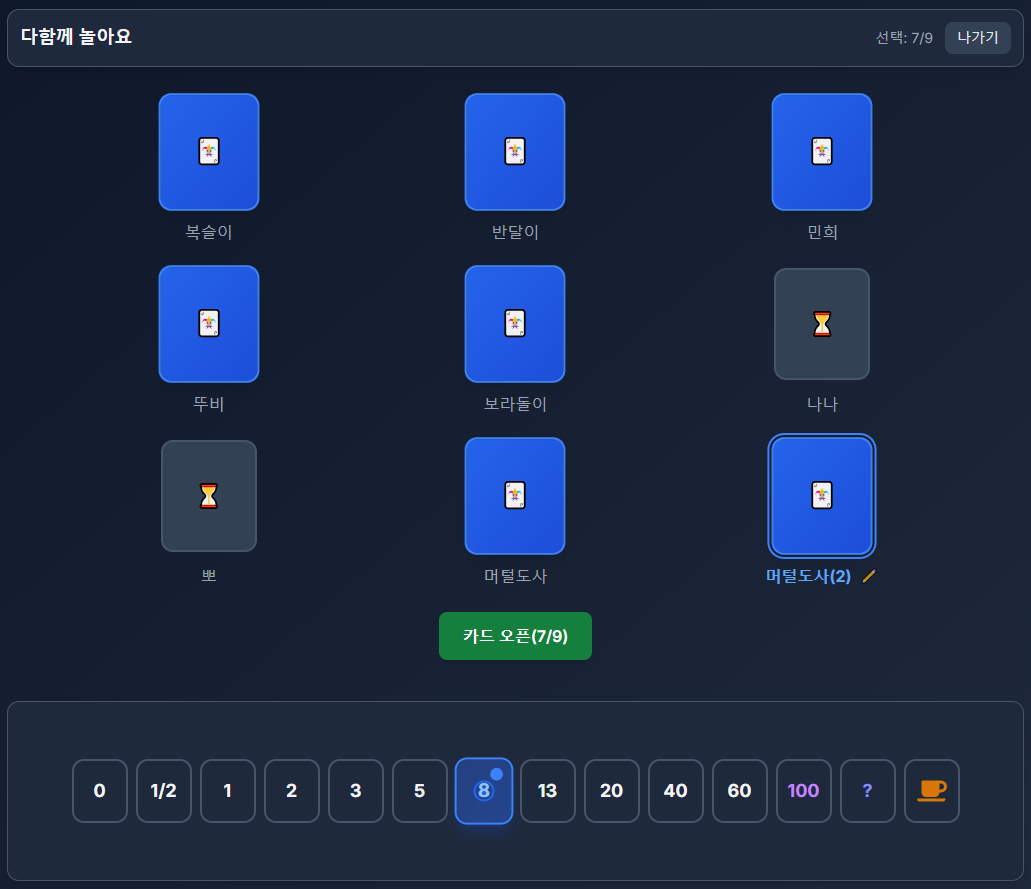 다함께 놀아요
선택: 7/9 나가기
복슬이 반달이 민희
뚜비 보라돌이 나나
뽀 머털도사 머털도사(2)
카드 오픈(7/9)
0 1/2 1 2 3 5 8 13 20 40 60 100 ?